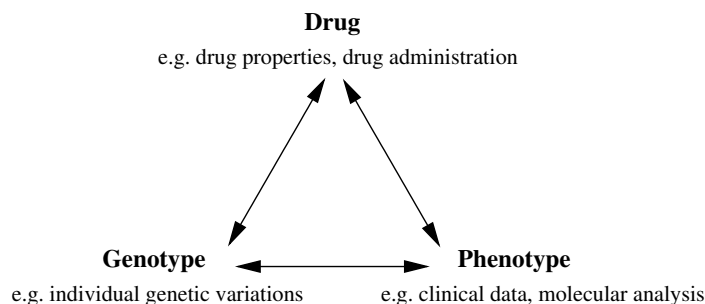 Drug
e.g. drug properties, drug administration
Genotype
e.g. individual genetic variations
Phenotype
e.g. clinical data, molecular analysis